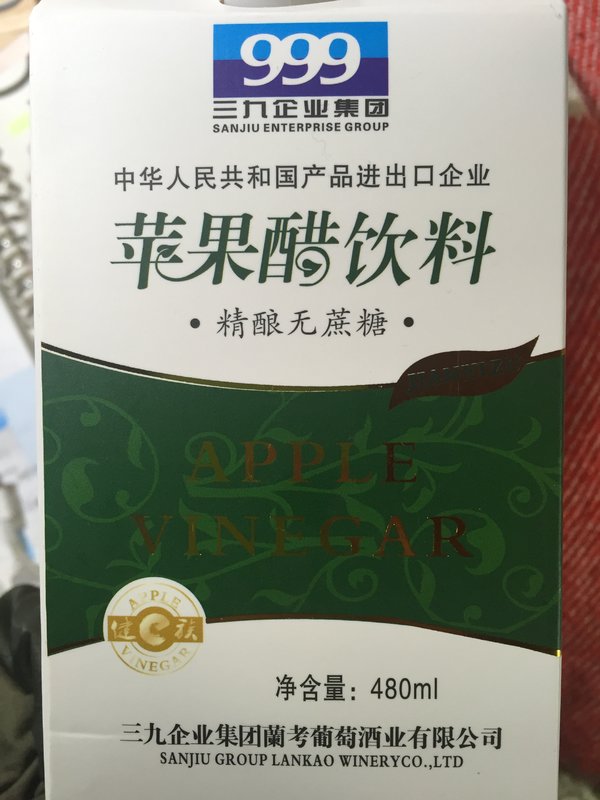 999
三九企业集团
SANJIU ENTERPRISE GROUP
中华人民共和国产品进出口企业
苹果醋饮料
·精酿无蔗糖·
APPLE
VINEGAR
APPLE
健C族
VINEGAR
净含量：480ml
三九企业集团蘭考葡萄酒业有限公司
SANJIU GROUP LANKAO WINERYCO.,LTD